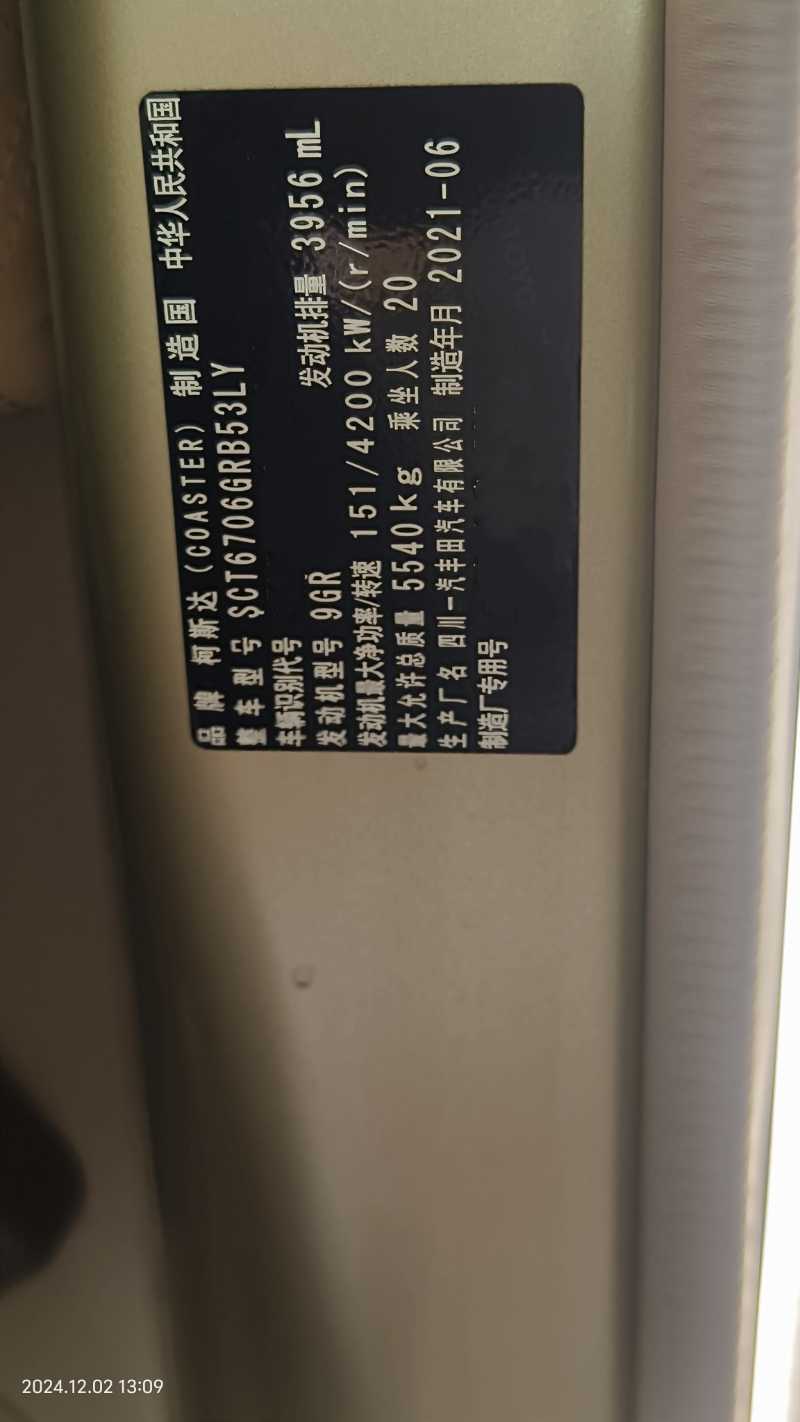 品牌 柯斯达 (COASTER) 制造国 中华人民共和国
整车型号 SCT6706GRB53LY
车辆识别代号
发动机型号 9GR 发动机排量 3956 mL
发动机最大净功率/转速 151/4200 kW/(r/min)
最大允许总质量 5540kg 乘坐人数 20
生产厂名 四川一汽丰田汽车有限公司 制造年月 2021-06
制造厂专用号
2024.12.02 13:09